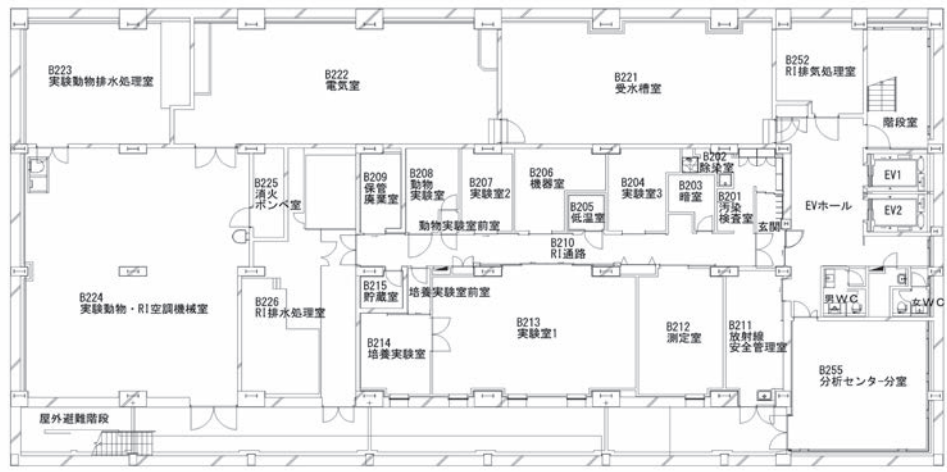 B223
実験動物排水処理室
B222
電気室
B221
受水槽室
B252
RI排気処理室
階段室
B225
消火
ボンベ室
B209
保管
廃棄室
B208
動物
実験室
B207
実験室2
B206
機器室
B205
低温室
B204
実験室3
B202
除染室
B203
暗室
B201
汚染
検査室
玄関
動物実験室前室
EVホール
EV1
EV2
B210
RI通路
B224
実験動物・RI空調機械室
B226
RI排水処理室
B215
貯蔵室
培養実験室前室
B214
培養実験室
B213
実験室1
B212
測定室
B211
放射線
安全管理室
男WC
女WC
B255
分析センター分室
屋外避難階段